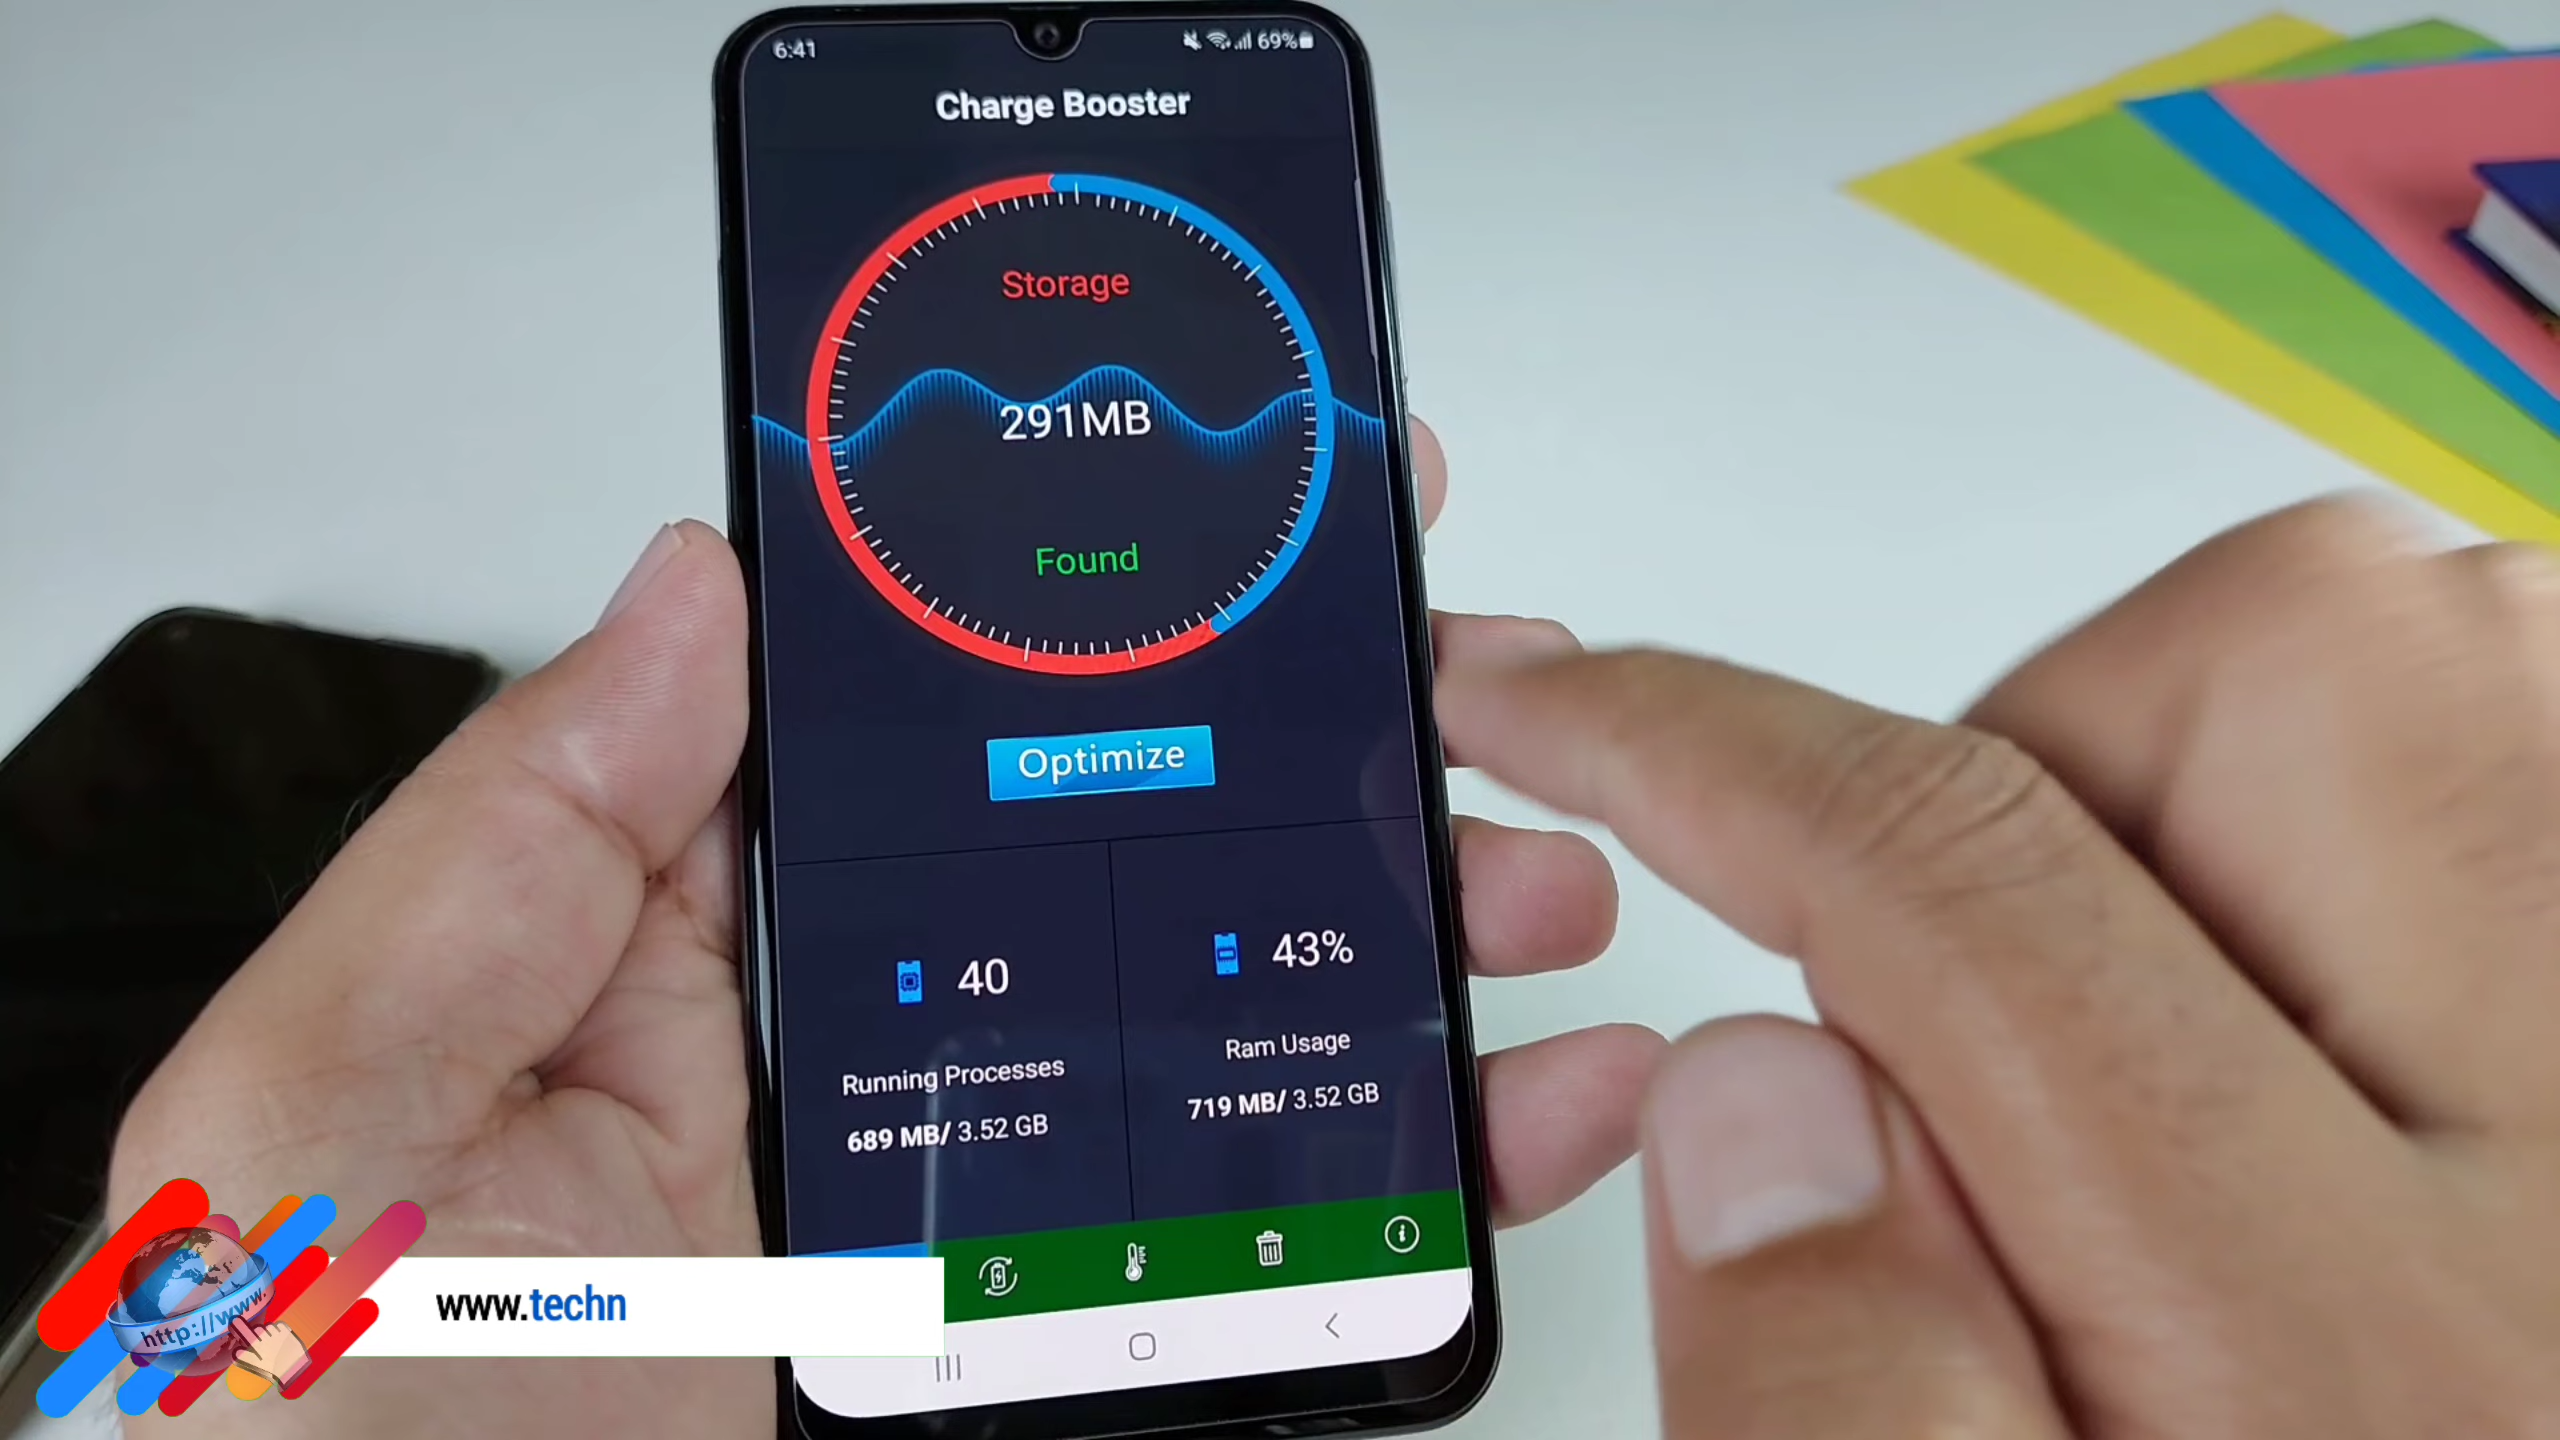 6:41
69%
Charge Booster
Storage
291MB
Found
Optimize
40
43%
Running Processes
Ram Usage
689 MB/ 3.52 GB
719 MB/ 3.52 GB
http://www.
www.techn